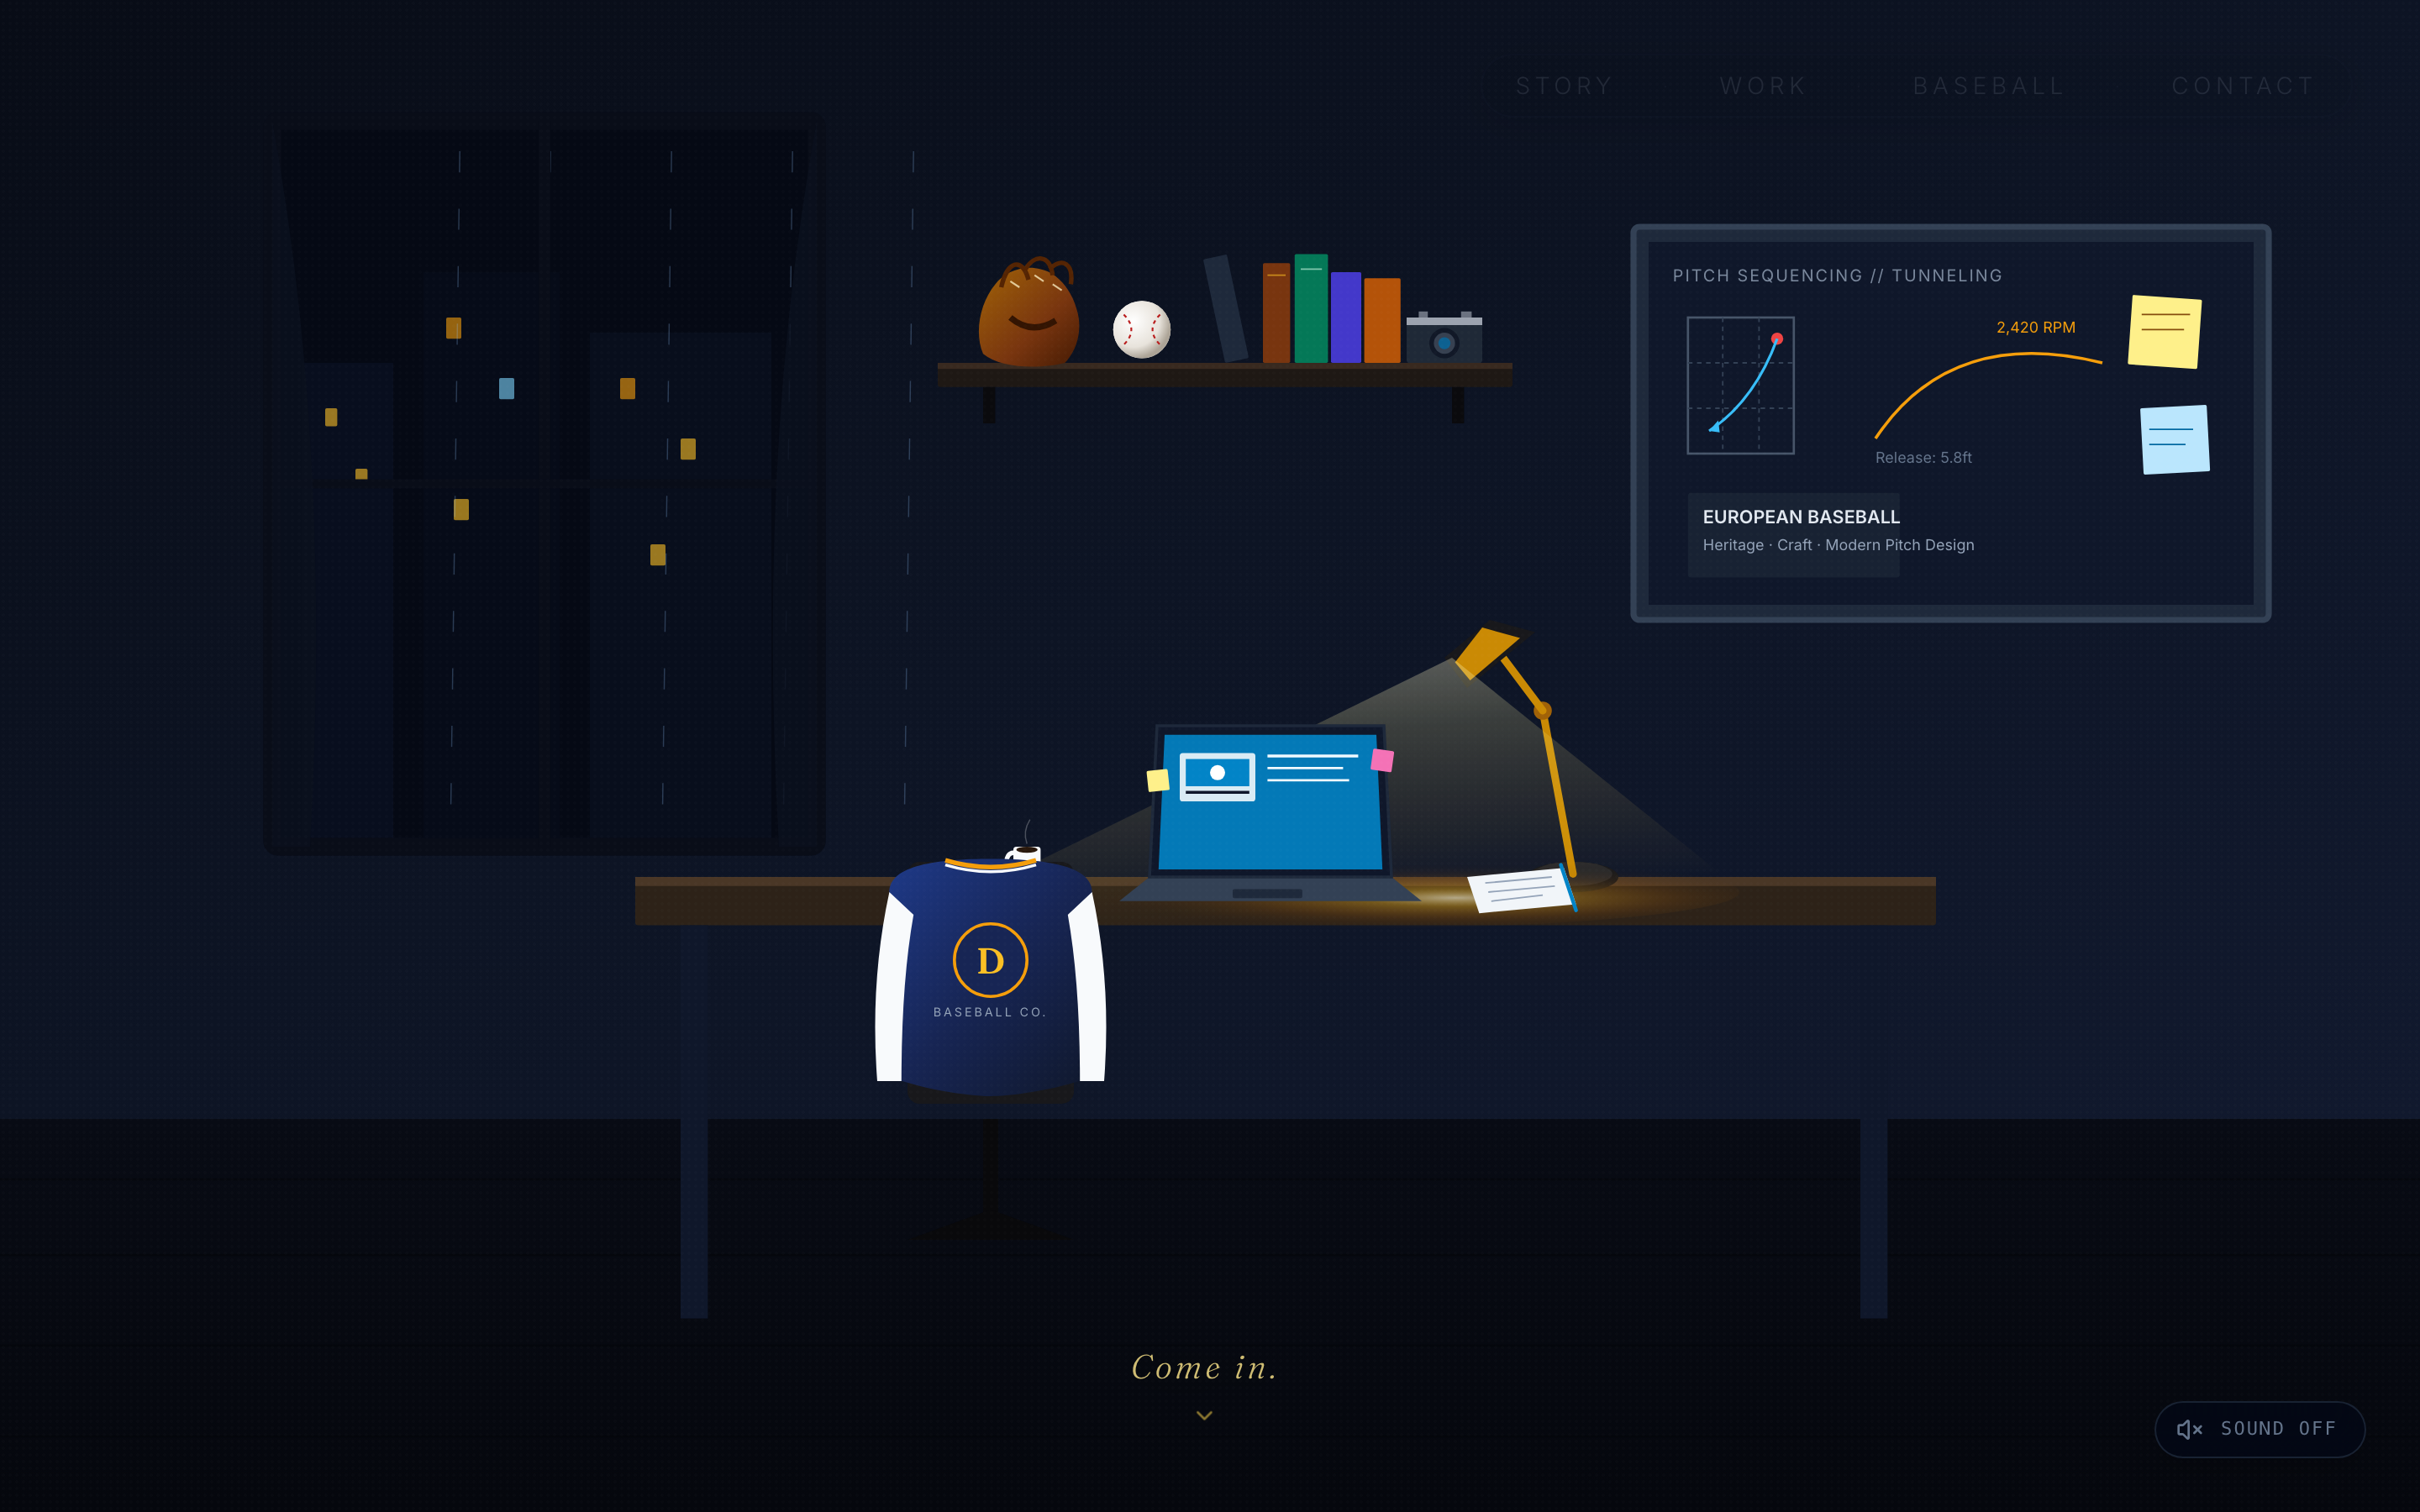 STORY WORK BASEBALL CONTACT
PITCH SEQUENCING // TUNNELING
2,420 RPM
Release: 5.8ft
EUROPEAN BASEBALL
Heritage · Craft · Modern Pitch Design
D
BASEBALL CO.
Come in.
SOUND OFF